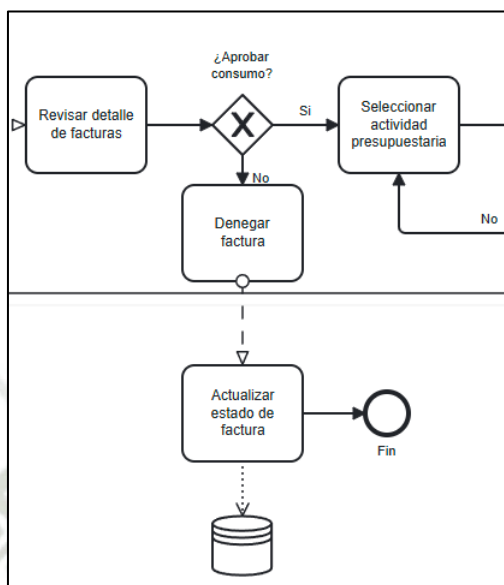 ¿Aprobar
consumo?
Revisar detalle
de facturas
Si
Seleccionar
actividad
presupuestaria
No
Denegar
factura
No
Actualizar
estado de
factura
Fin